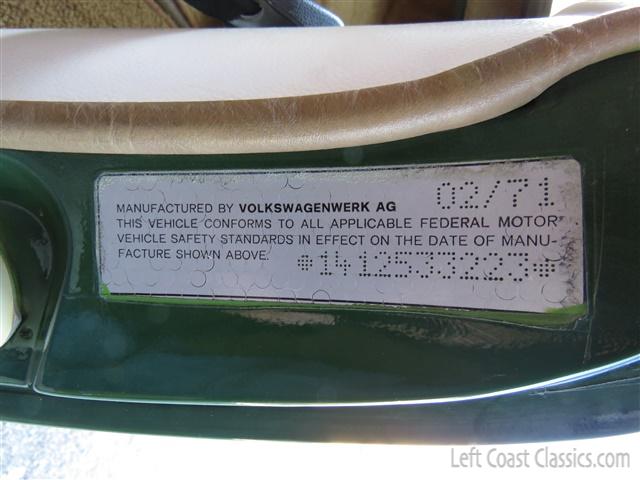 02/71
MANUFACTURED BY VOLKSWAGENWERK AG
THIS VEHICLE CONFORMS TO ALL APPLICABLE FEDERAL MOTOR
VEHICLE SAFETY STANDARDS IN EFFECT ON THE DATE OF MANU-
FACTURE SHOWN ABOVE.
*1412533223*
Left Coast Classics.com